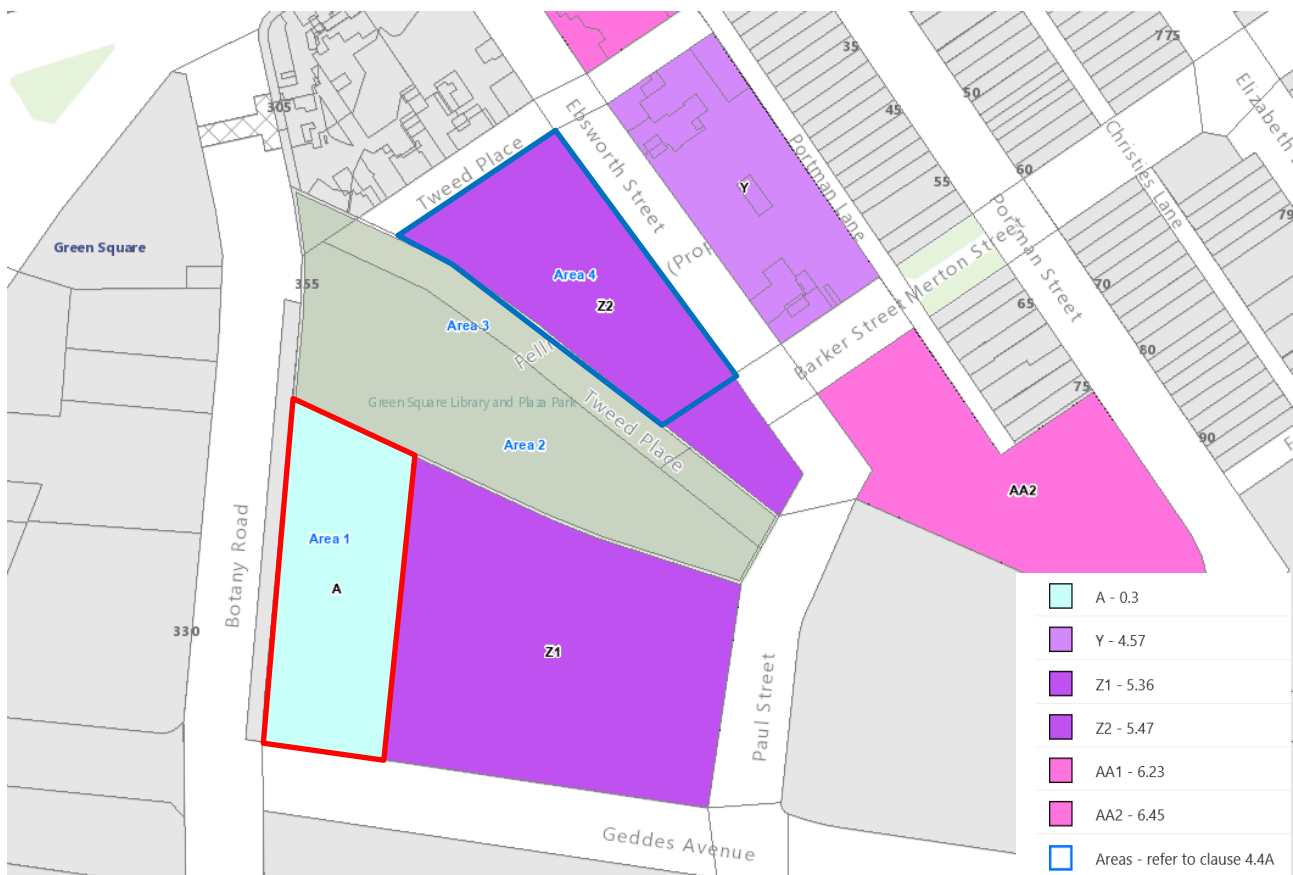 775
35
50
Elizabeth
305
Ebsworth Street
45
Christies Lane
Tweed Place
Portman Lane
60
55
Y
79
Portman Street
Green Square
(Prop
Merton Street
Area 4
355
Z2
65
70
Area 3
Barker Street
Felli
80
75
Green Square Library and Plaza Park
Tweed Place
Area 2
90
AA2
Area 1
Botany Road
A
330
Z1
Paul Street
Geddes Avenue
A - 0.3
Y - 4.57
Z1 - 5.36
Z2 - 5.47
AA1 - 6.23
AA2 - 6.45
Areas - refer to clause 4.4A